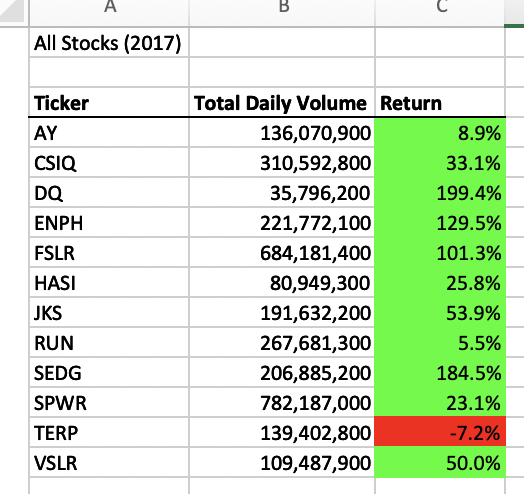 A B C
All Stocks (2017)
Ticker Total Daily Volume Return
AY 136,070,900 8.9%
CSIQ 310,592,800 33.1%
DQ 35,796,200 199.4%
ENPH 221,772,100 129.5%
FSLR 684,181,400 101.3%
HASI 80,949,300 25.8%
JKS 191,632,200 53.9%
RUN 267,681,300 5.5%
SEDG 206,885,200 184.5%
SPWR 782,187,000 23.1%
TERP 139,402,800 -7.2%
VSLR 109,487,900 50.0%